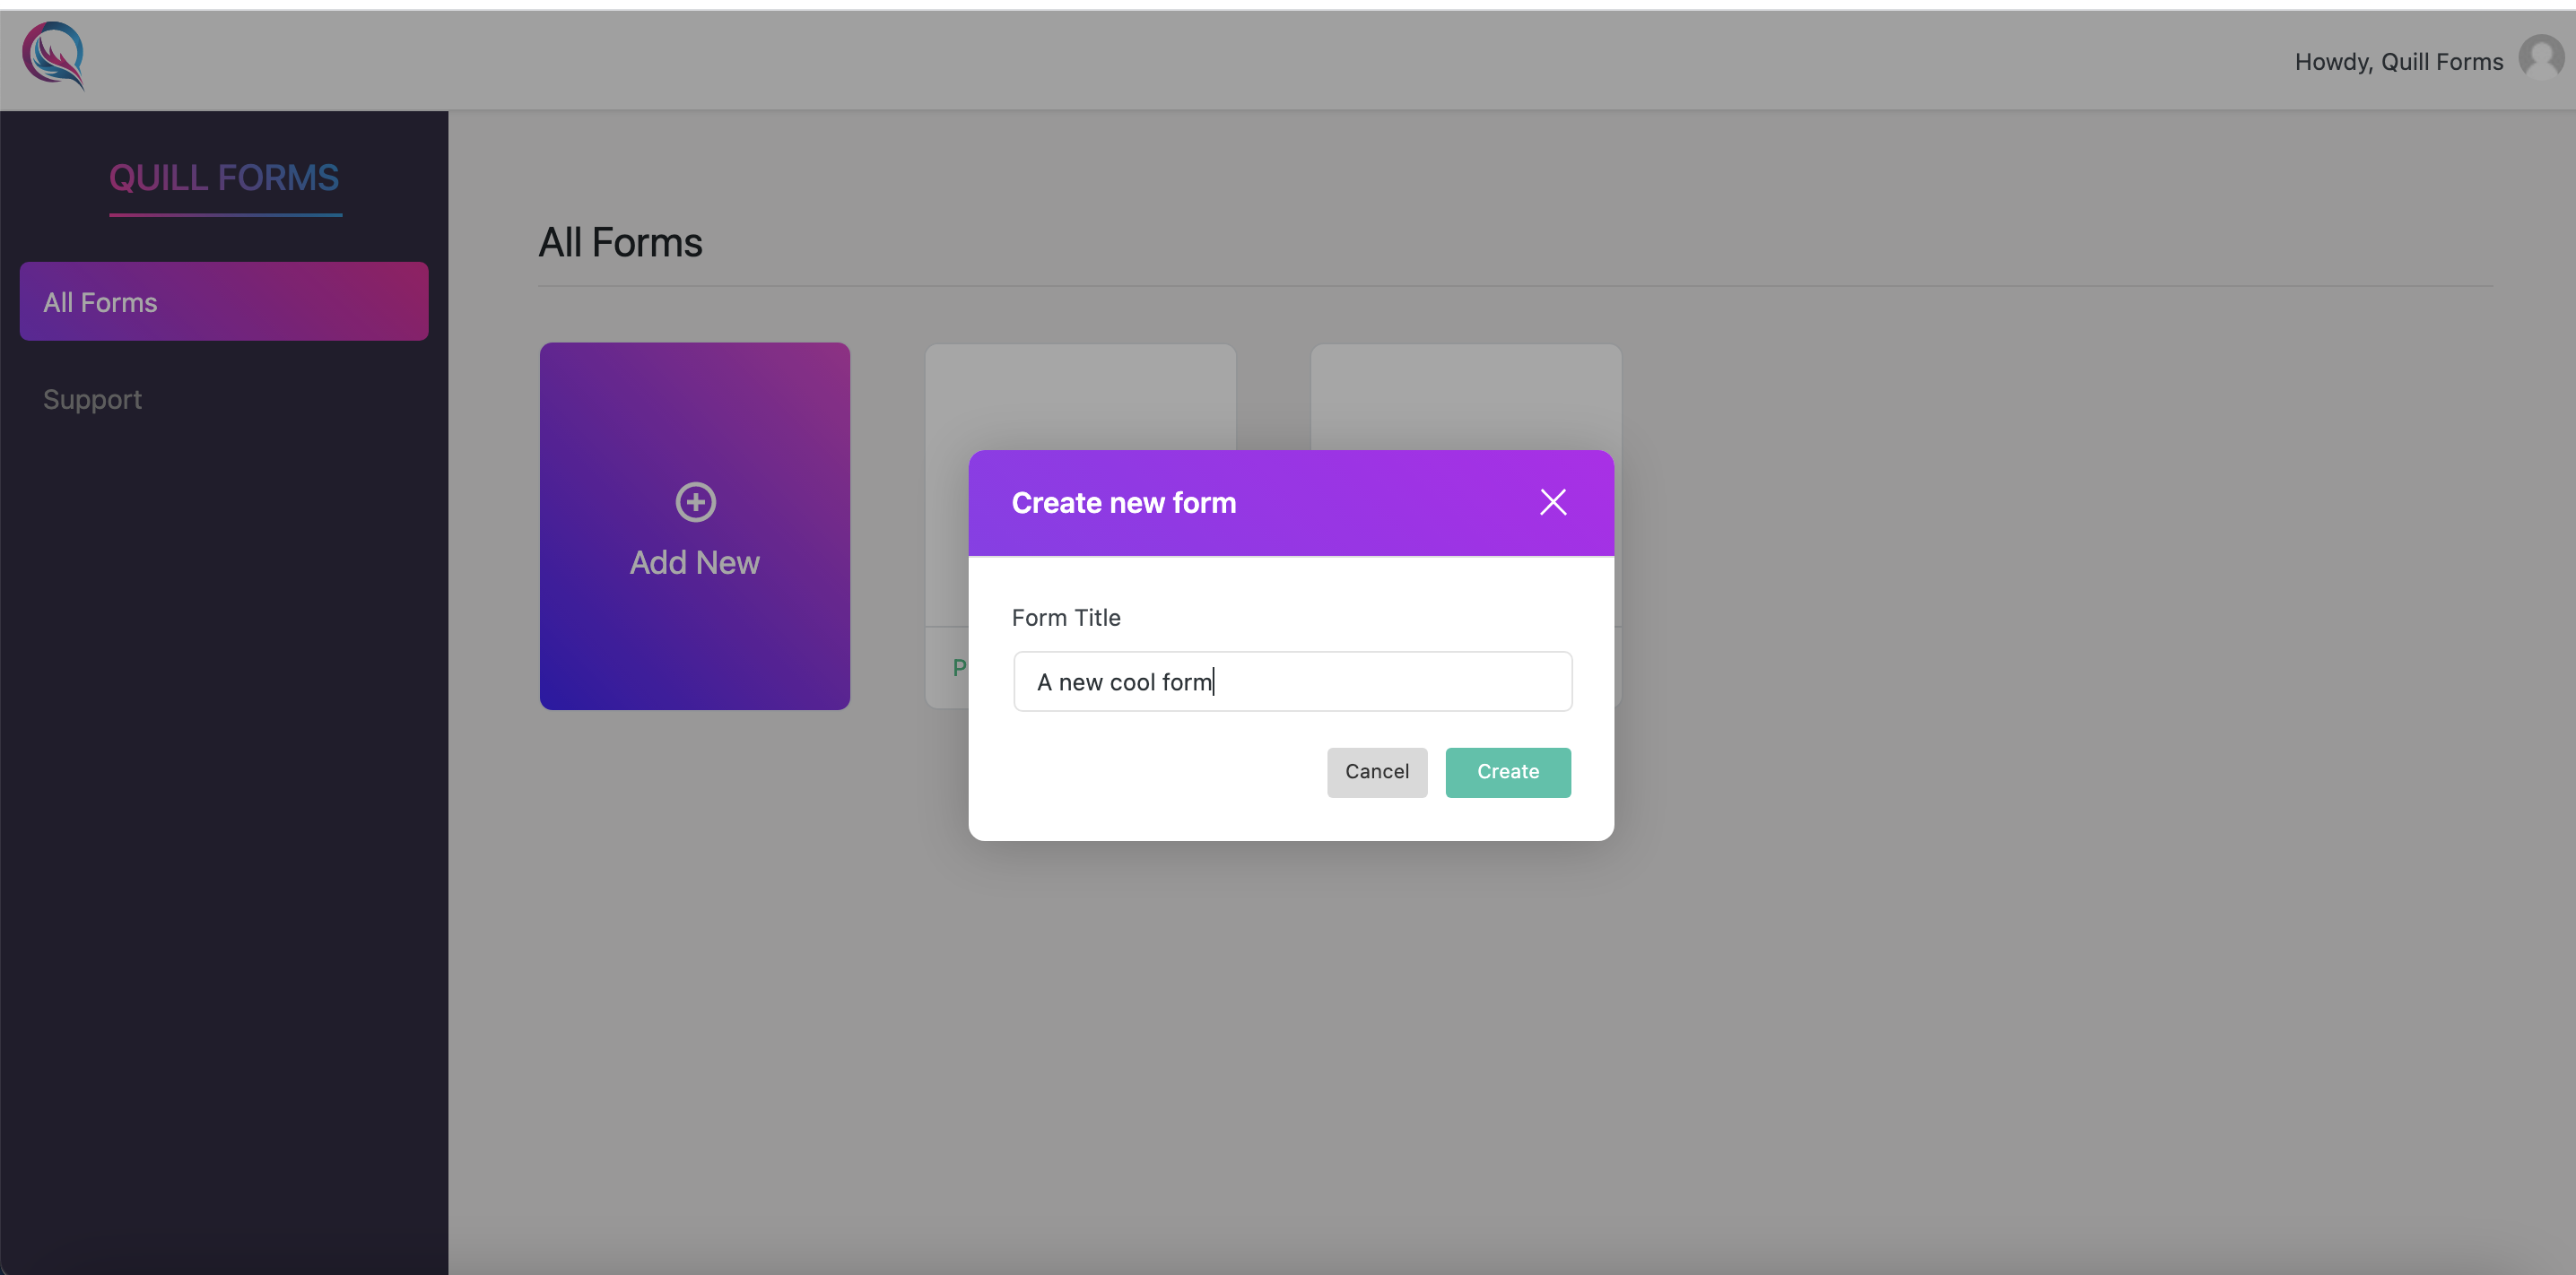 Howdy, Quill Forms
QUILL FORMS
All Forms
Support
All Forms
Add New
P
Create new form
Form Title
A new cool form
Cancel
Create